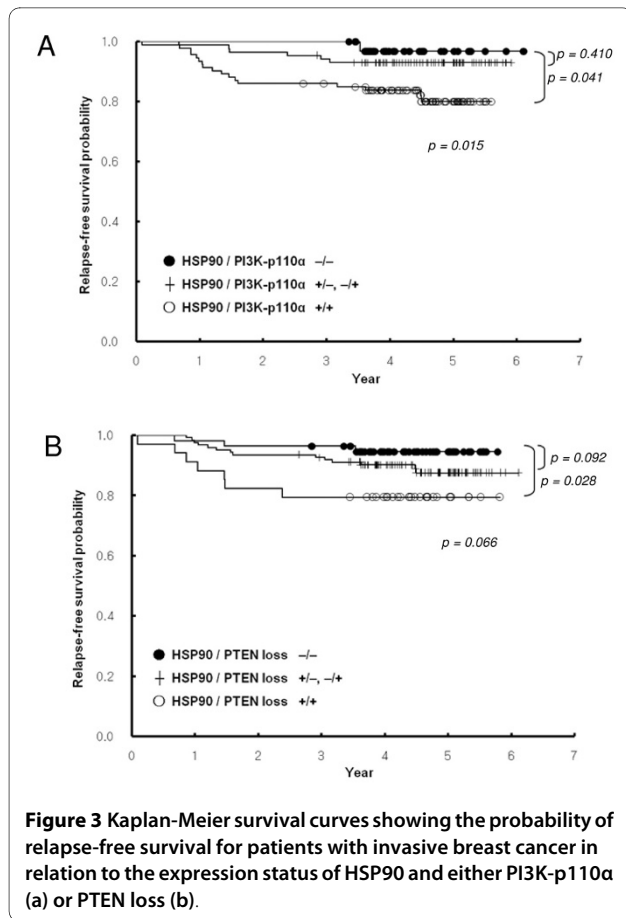 A
Relapse-free survival probability
1.0
0.8
0.6
0.4
0.2
0.0
p = 0.410
p = 0.041
p = 0.015
HSP90 / PI3K-p110α –/–
HSP90 / PI3K-p110α +/–, –/+
HSP90 / PI3K-p110α +/+
0 1 2 3 4 5 6 7
Year
B
Relapse-free survival probability
1.0
0.8
0.6
0.4
0.2
0.0
p = 0.092
p = 0.028
p = 0.066
HSP90 / PTEN loss –/–
HSP90 / PTEN loss +/–, –/+
HSP90 / PTEN loss +/+
0 1 2 3 4 5 6 7
Year
Figure 3 Kaplan-Meier survival curves showing the probability of
relapse-free survival for patients with invasive breast cancer in
relation to the expression status of HSP90 and either PI3K-p110α
(a) or PTEN loss (b).